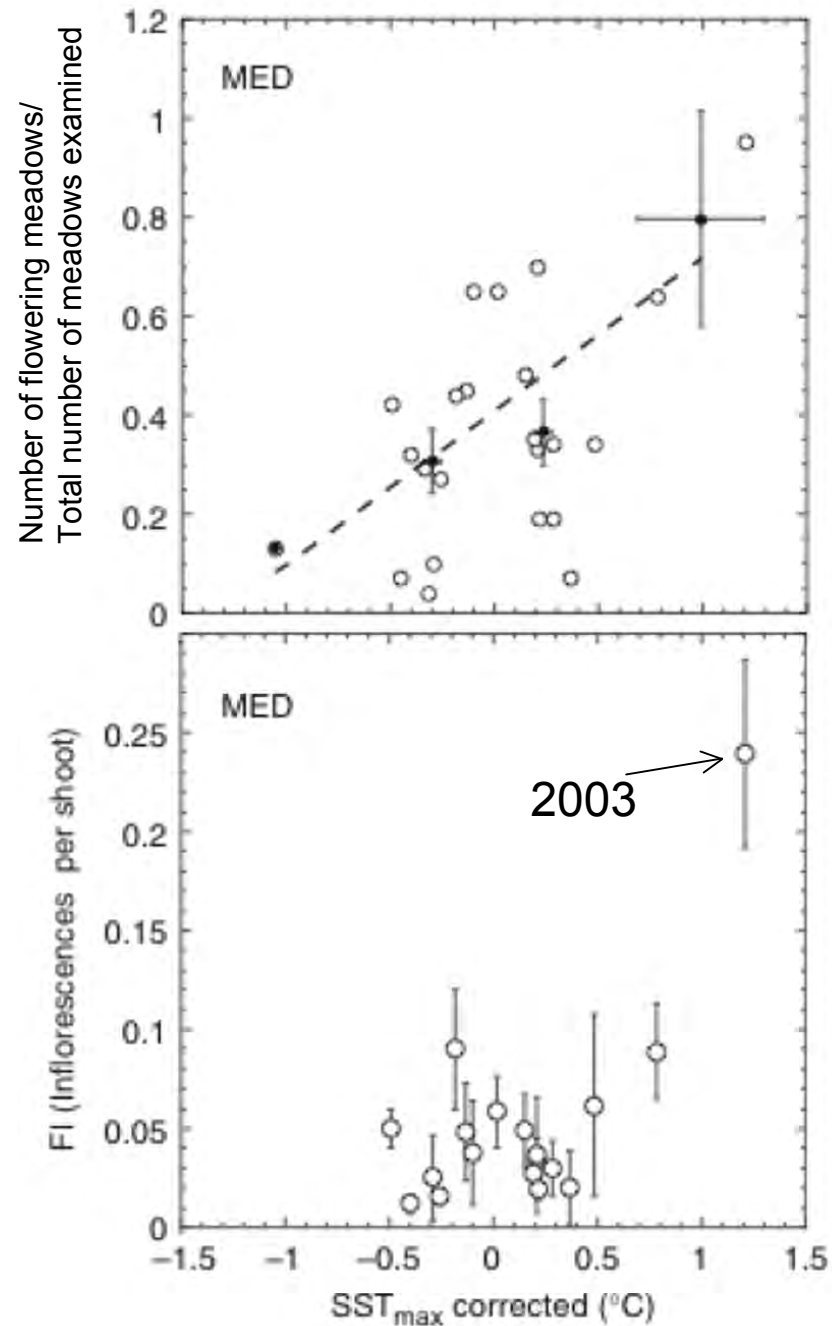 Number of flowering meadows/
Total number of meadows examined
1.2
1
0.8
0.6
0.4
0.2
0
MED
FI (Inflorescences per shoot)
0.25
0.2
0.15
0.1
0.05
0
MED
2003
−1.5 −1 −0.5 0 0.5 1 1.5
SSTmax corrected (°C)